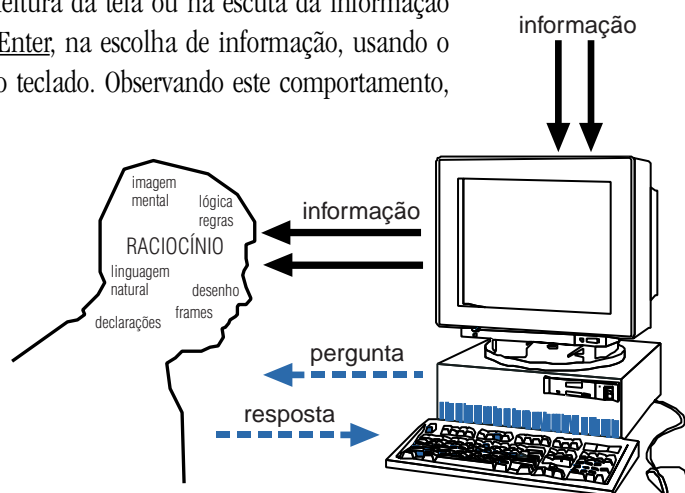 leitura da tela ou na escuta da informação
Enter, na escolha de informação, usando o
o teclado. Observando este comportamento,
informação
imagem
mental
lógica
regras
RACIOCÍNIO
linguagem
natural
desenho
frames
declarações
informação
pergunta
resposta